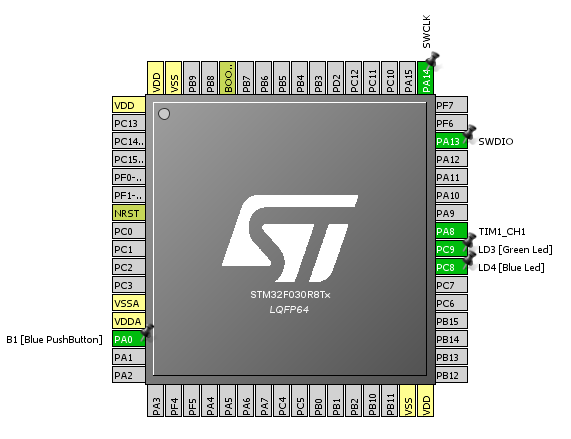 SWCLK
VDD
VSS
PB9
PB8
BOO..
PB7
PB6
PB5
PB4
PB3
PD2
PC12
PC11
PC10
PA15
PA14
VDD
PC13
PC14..
PC15..
PF0-..
PF1-..
NRST
PC0
PC1
PC2
PC3
VSSA
VDDA
B1 [Blue PushButton] PA0
PA1
PA2
STM32F030R8Tx
LQFP64
PF7
PF6
PA13 SWDIO
PA12
PA11
PA10
PA9
PA8 TIM1_CH1
PC9 LD3 [Green Led]
PC8 LD4 [Blue Led]
PC7
PC6
PB15
PB14
PB13
PB12
PA3
PF4
PF5
PA4
PA5
PA6
PA7
PC4
PC5
PB0
PB1
PB2
PB10
PB11
VSS
VDD